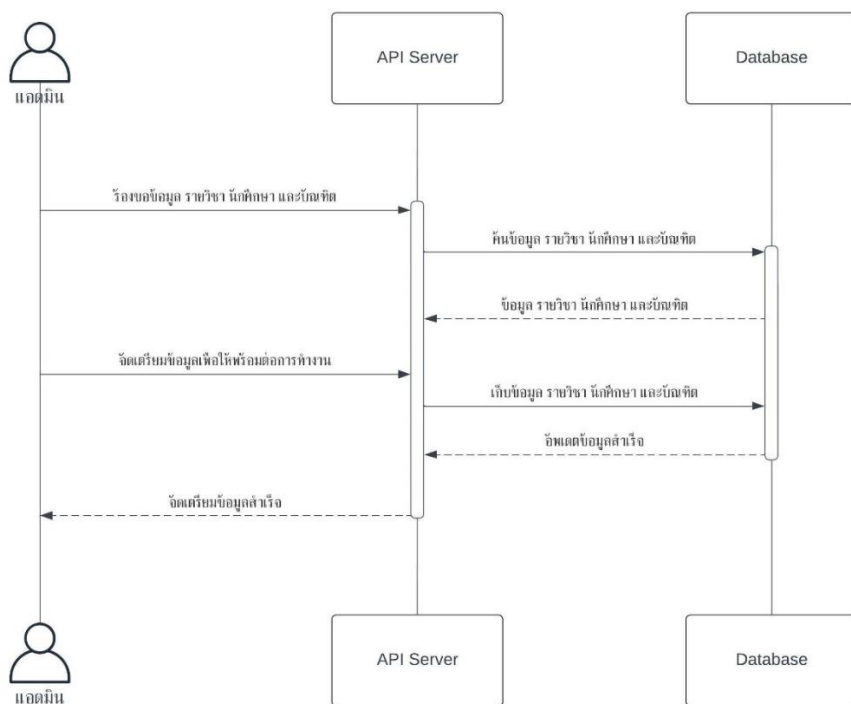 แอดมิน
API Server
Database
ร้องขอข้อมูล รายวิชา นักศึกษา และบัณฑิต
ค้นข้อมูล รายวิชา นักศึกษา และบัณฑิต
ข้อมูล รายวิชา นักศึกษา และบัณฑิต
จัดเตรียมข้อมูลเพื่อให้พร้อมต่อการทำงาน
เก็บข้อมูล รายวิชา นักศึกษา และบัณฑิต
อัพเดตข้อมูลสำเร็จ
จัดเตรียมข้อมูลสำเร็จ
แอดมิน
API Server
Database